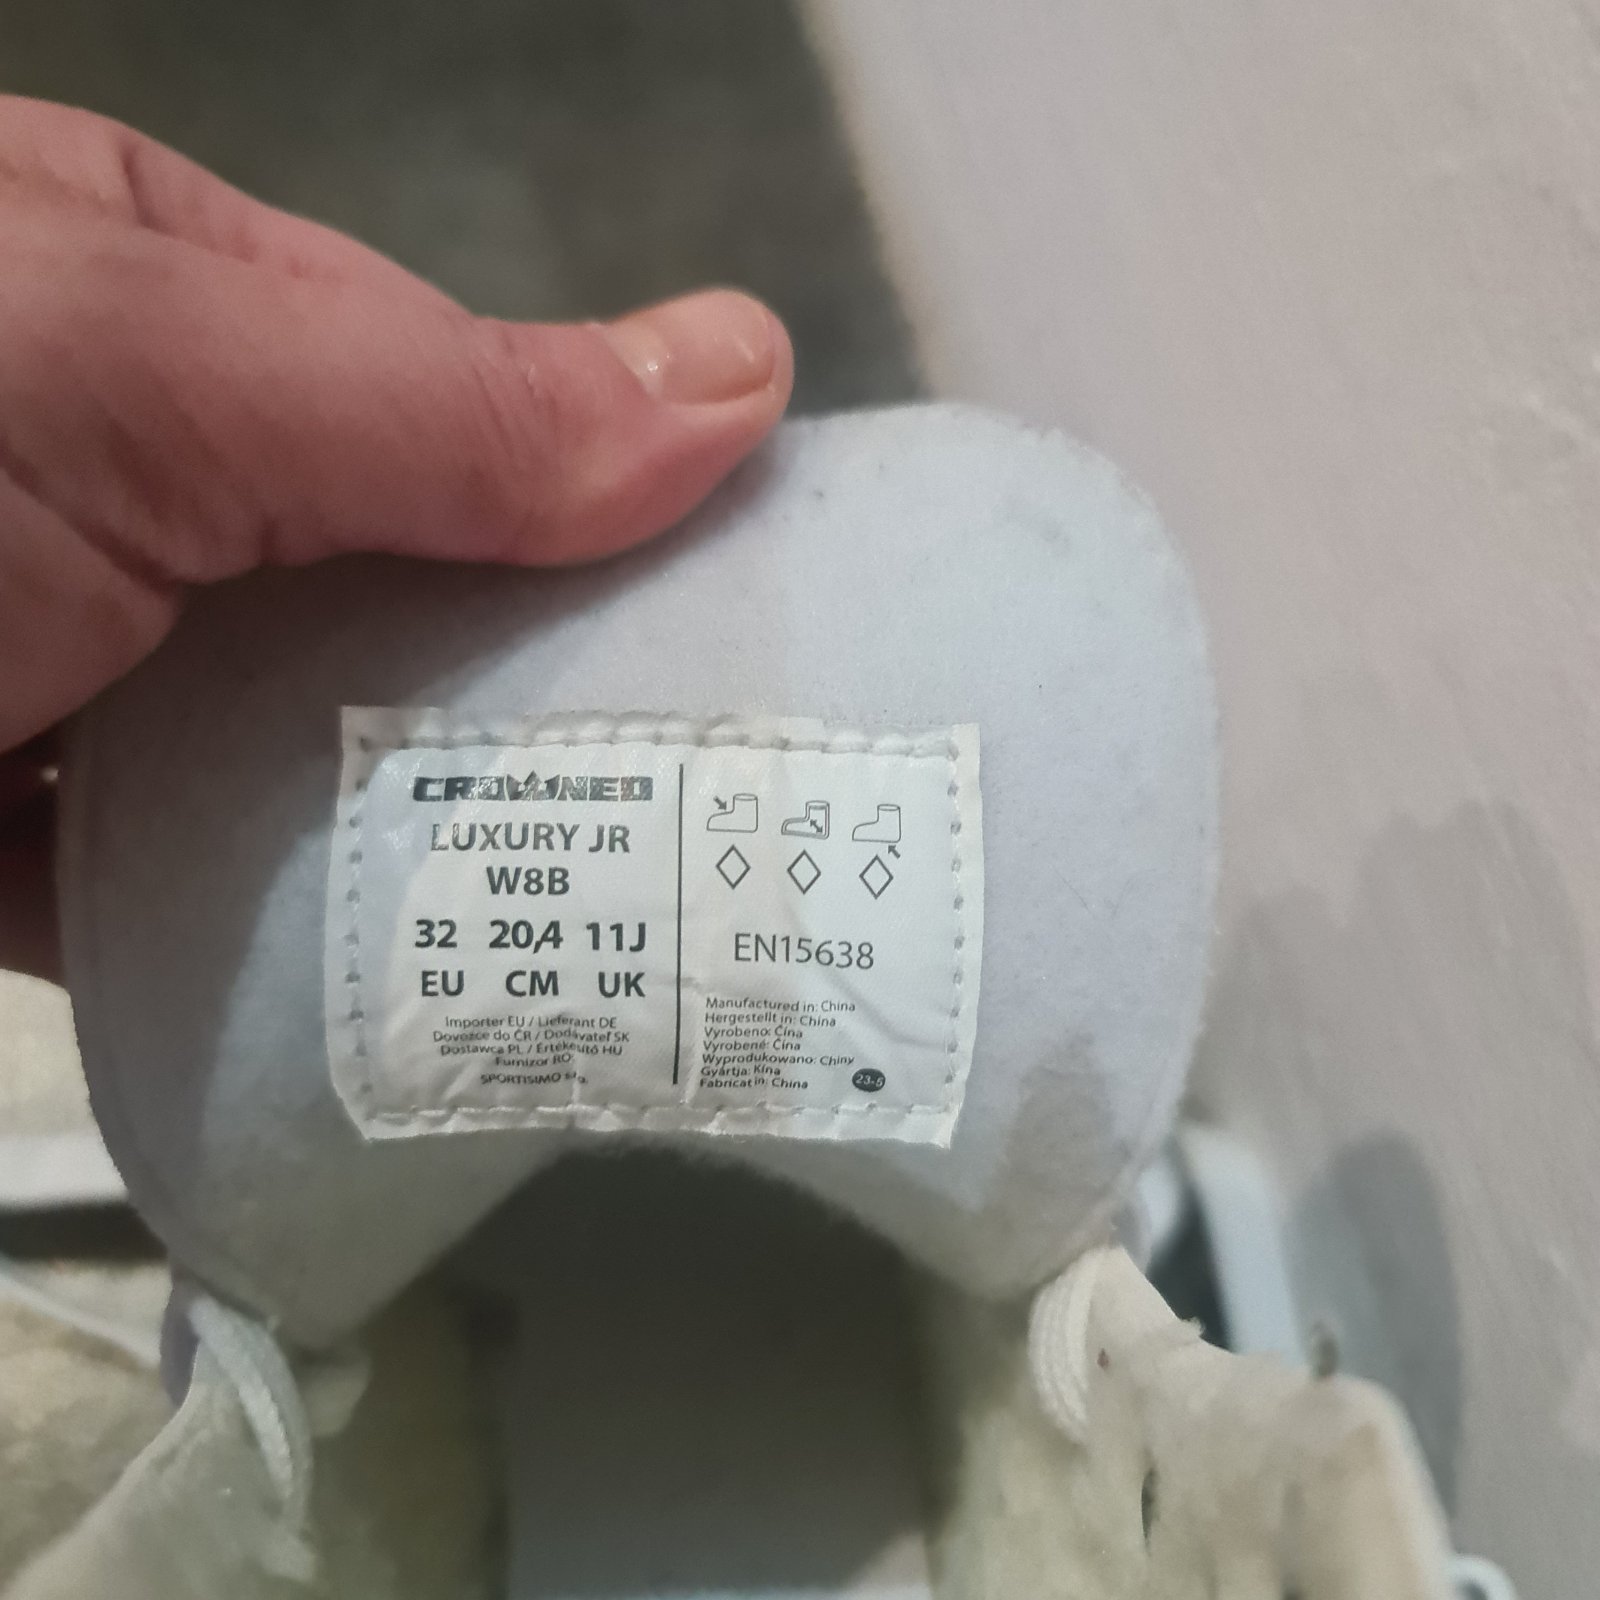 CROWNED
LUXURY JR
W8B
32 20,4 11J
EU CM UK
Importer EU / Lieferant DE
Dovozce do ČR / Dodávateľ SK
Dostawca PL / Értékesítő HU
Furnizor RO:
SPORTISIMO s.r.o.
EN15638
Manufactured in: China
Hergestellt in: China
Vyrobeno: Čína
Vyrobené: Čína
Wyprodukowano: Chiny
Gyártja: Kína
Fabricat in: China
23-5